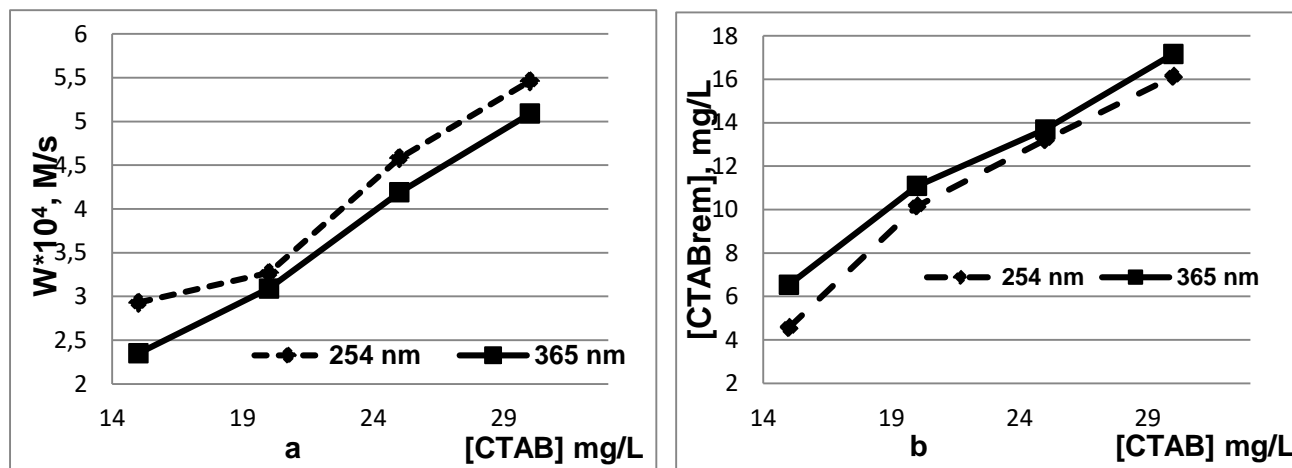 W*10⁴, M/s
6
5,5
5
4,5
4
3,5
3
2,5
2
14
19
24
29
254 nm
365 nm
a
[CTAB] mg/L
[CTABrem], mg/L
18
16
14
12
10
8
6
4
2
14
19
24
29
254 nm
365 nm
b
[CTAB] mg/L